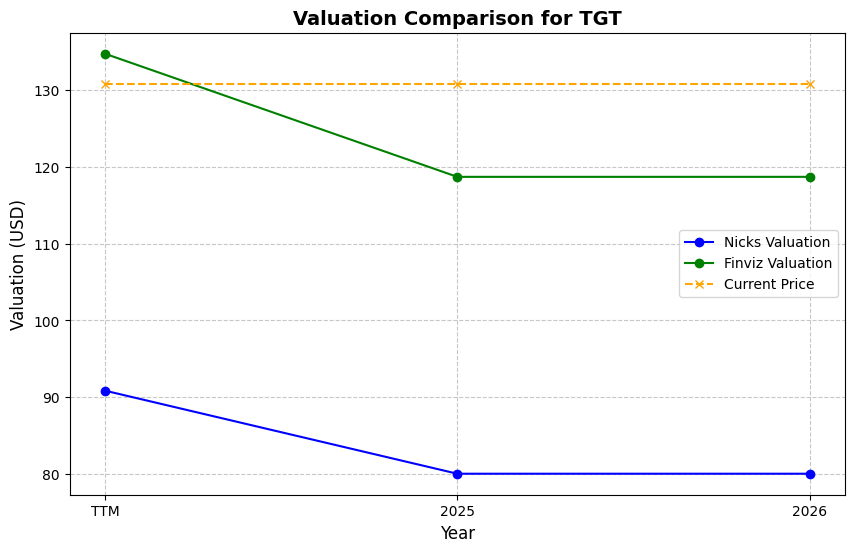 Valuation Comparison for TGT
Valuation (USD)
130
120
110
100
90
80
Nicks Valuation
Finviz Valuation
Current Price
TTM
2025
2026
Year